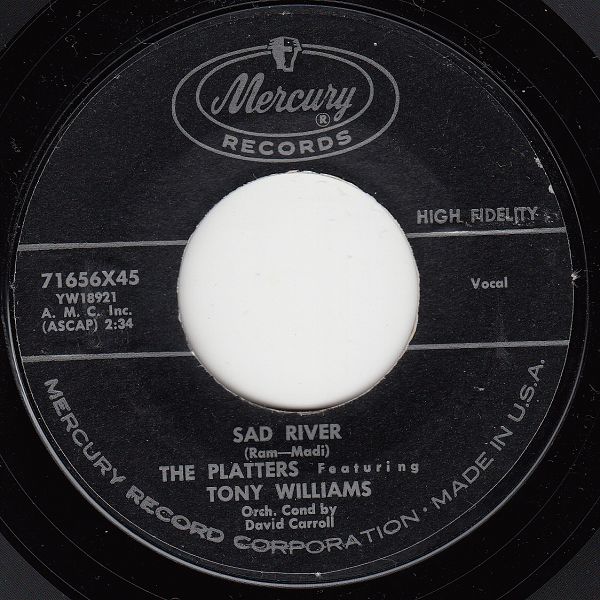 Mercury
®
RECORDS
HIGH FIDELITY
71656X45
YW18921
A. M. C. Inc.
(ASCAP) 2:34
Vocal
SAD RIVER
(Ram—Madi)
THE PLATTERS Featuring
TONY WILLIAMS
Orch. Cond by
David Carroll
MERCURY RECORD CORPORATION · MADE IN U.S.A.